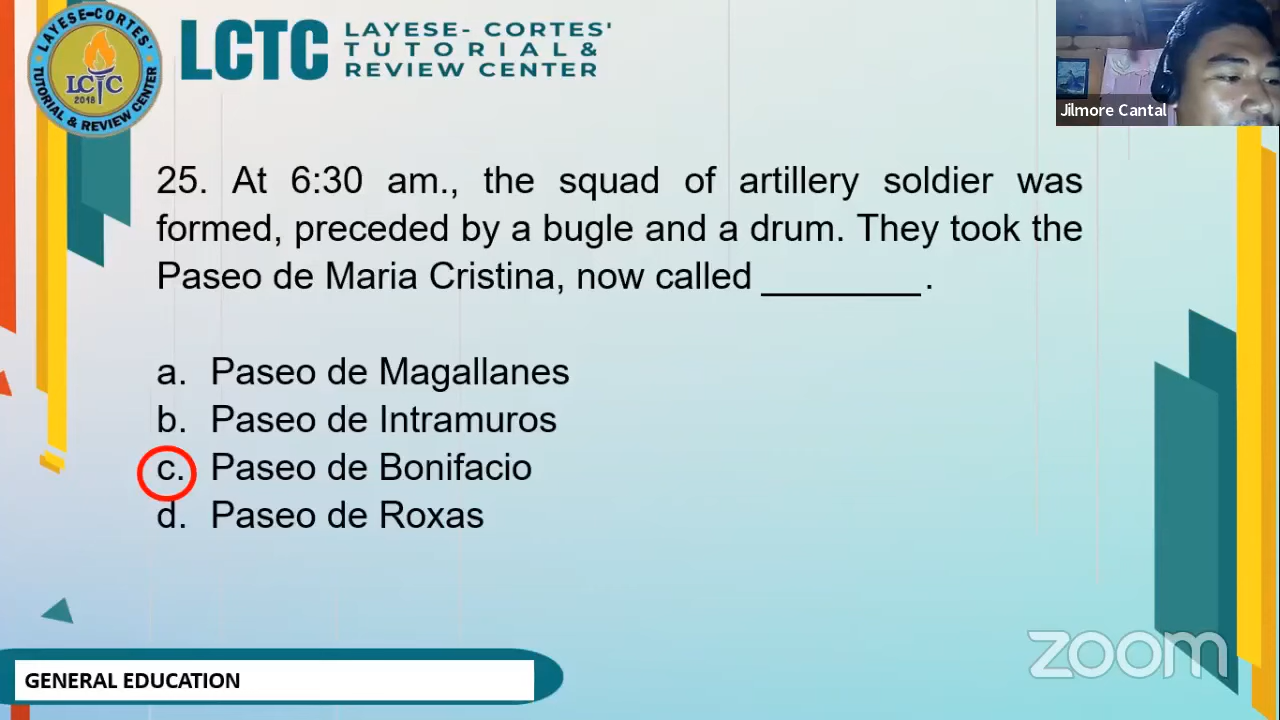 LAYESE-CORTES'
LCTC
2018
TUTORIAL & REVIEW CENTER
LCTC
LAYESE- CORTES'
TUTORIAL &
REVIEW CENTER
Jilmore Cantal
25. At 6:30 am., the squad of artillery soldier was
formed, preceded by a bugle and a drum. They took the
Paseo de Maria Cristina, now called ________.
a. Paseo de Magallanes
b. Paseo de Intramuros
c. Paseo de Bonifacio
d. Paseo de Roxas
GENERAL EDUCATION
zoom